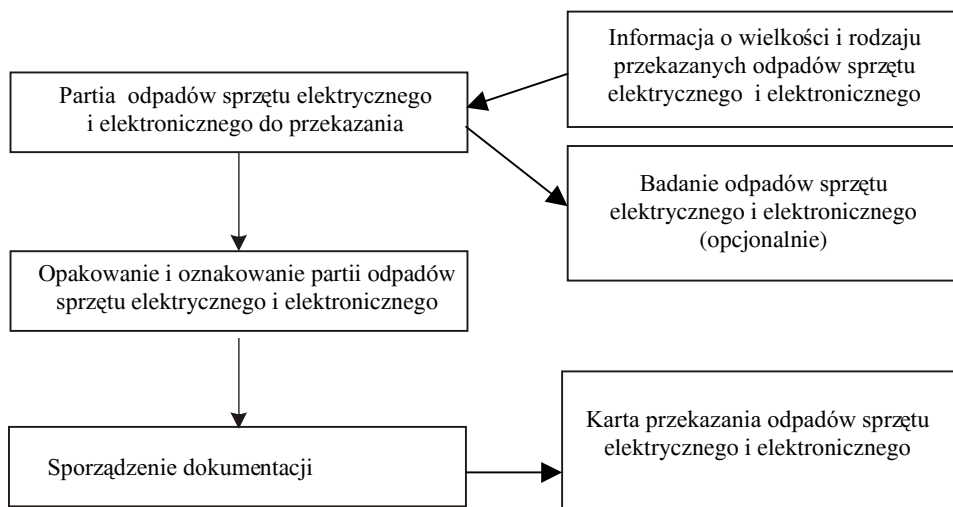 Informacja o wielkości i rodzaju
przekazanych odpadów sprzętu
elektrycznego i elektronicznego
Partia odpadów sprzętu elektrycznego
i elektronicznego do przekazania
Badanie odpadów sprzętu
elektrycznego i elektronicznego
(opcjonalnie)
Opakowanie i oznakowanie partii odpadów
sprzętu elektrycznego i elektronicznego
Karta przekazania odpadów sprzętu
elektrycznego i elektronicznego
Sporządzenie dokumentacji